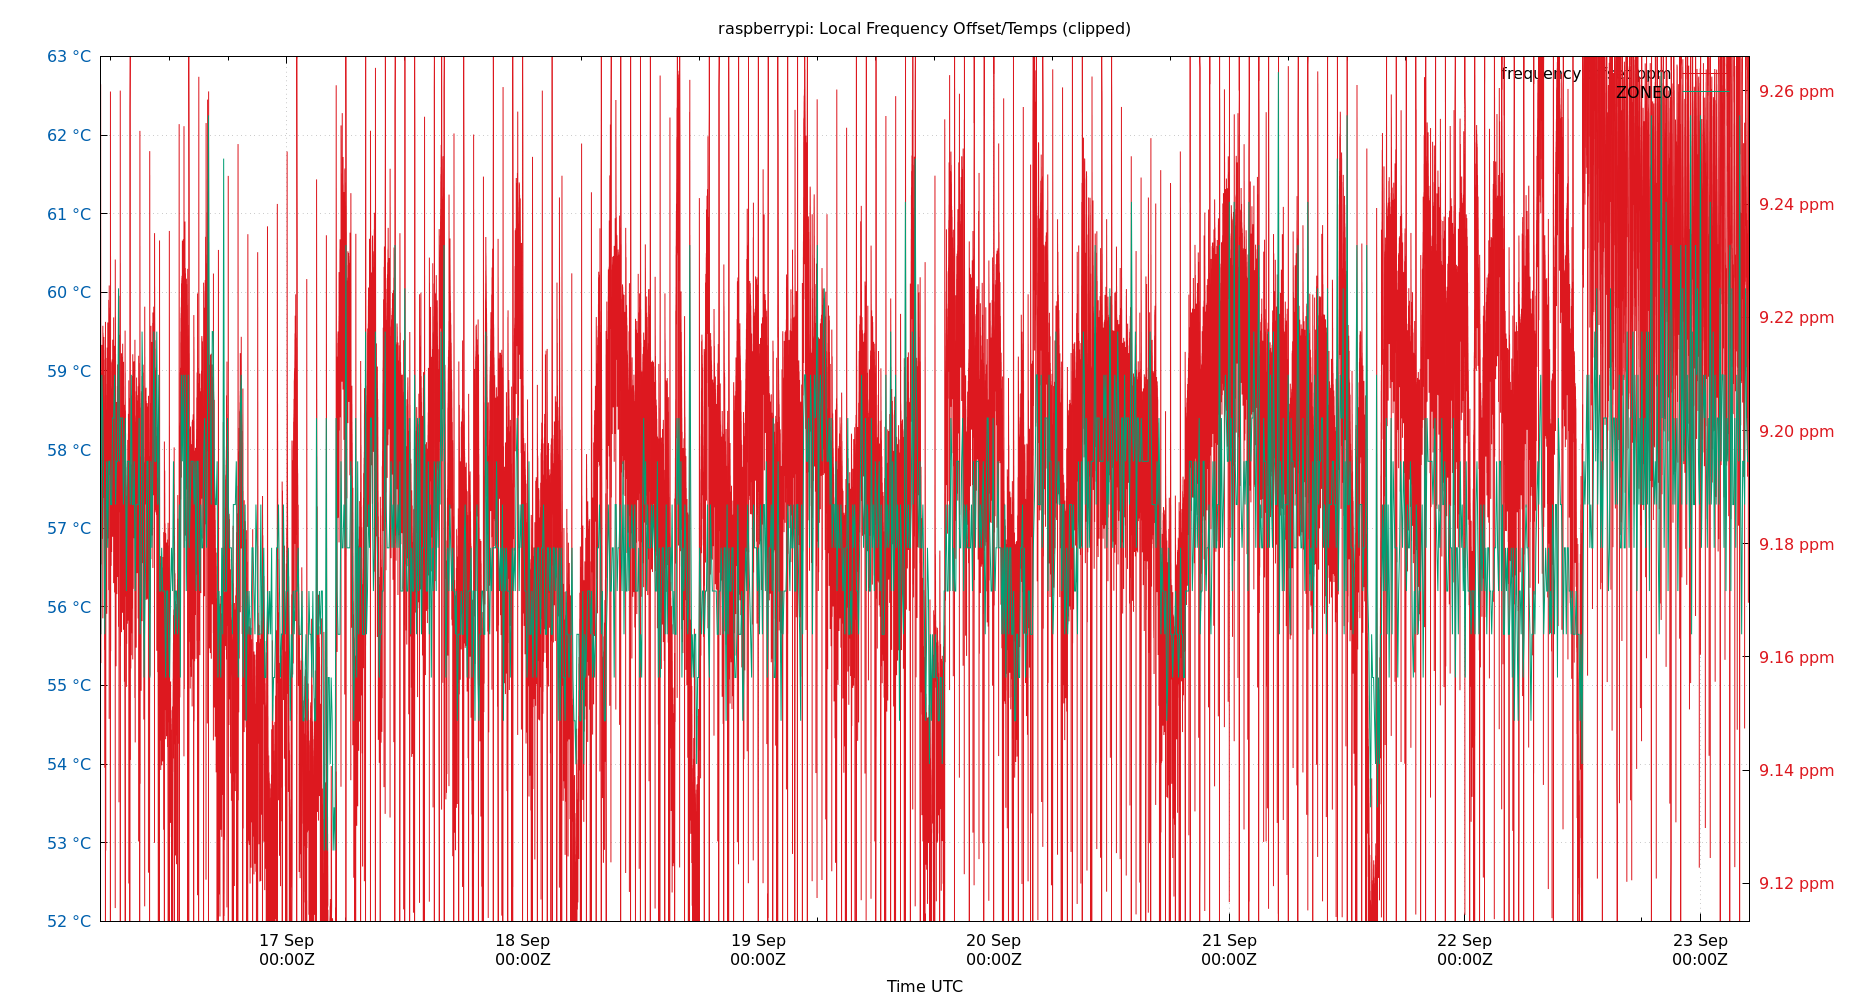 raspberrypi: Local Frequency Offset/Temps (clipped)
63 °C
62 °C
61 °C
60 °C
59 °C
58 °C
57 °C
56 °C
55 °C
54 °C
53 °C
52 °C
frequency offset ppm
ZONE0
9.26 ppm
9.24 ppm
9.22 ppm
9.20 ppm
9.18 ppm
9.16 ppm
9.14 ppm
9.12 ppm
17 Sep
00:00Z
18 Sep
00:00Z
19 Sep
00:00Z
20 Sep
00:00Z
21 Sep
00:00Z
22 Sep
00:00Z
23 Sep
00:00Z
Time UTC